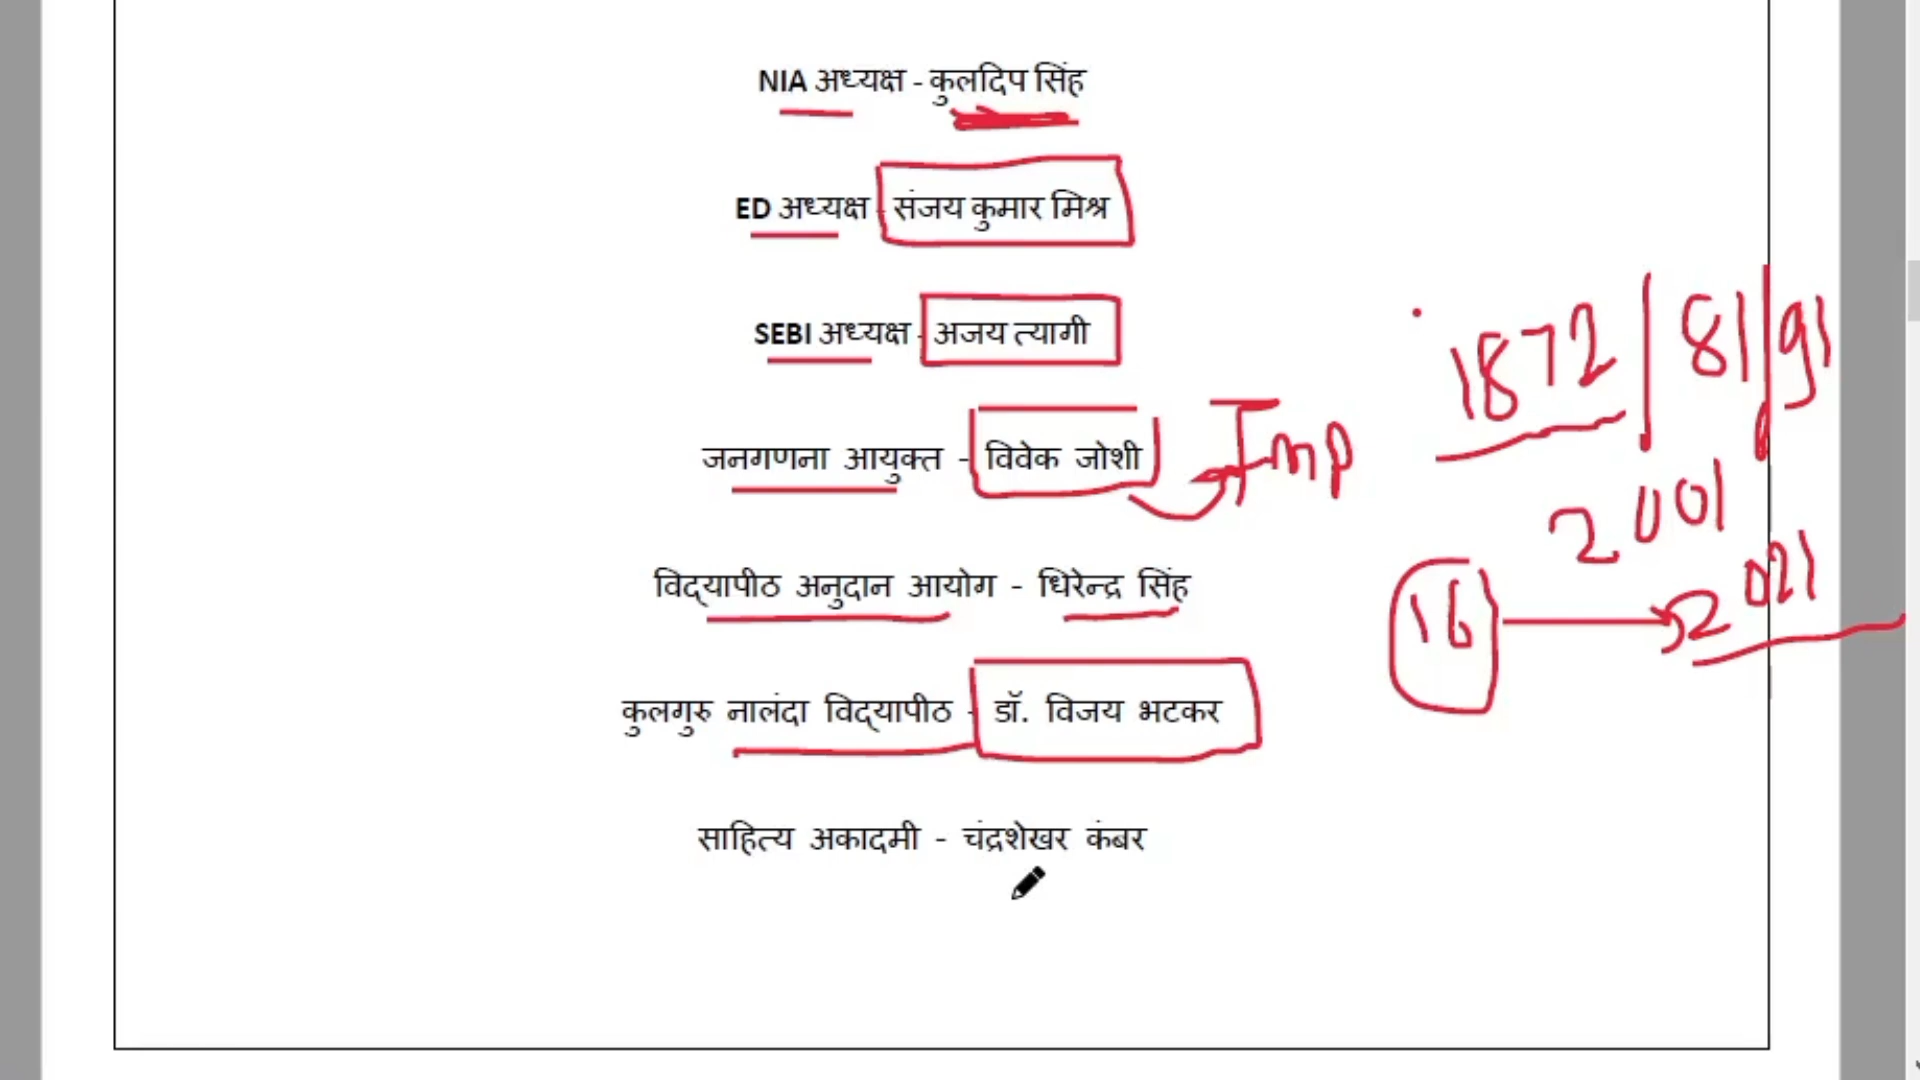 NIA अध्यक्ष - कुलदिप सिंह
ED अध्यक्ष - संजय कुमार मिश्र
SEBI अध्यक्ष - अजय त्यागी
1872 / 81 / 91
जनगणना आयुक्त - विवेक जोशी
Imp
2001
विद्यापीठ अनुदान आयोग - धिरेन्द्र सिंह
16 2021
कुलगुरु नालंदा विद्यापीठ - डॉ. विजय भटकर
साहित्य अकादमी - चंद्रशेखर कंबर